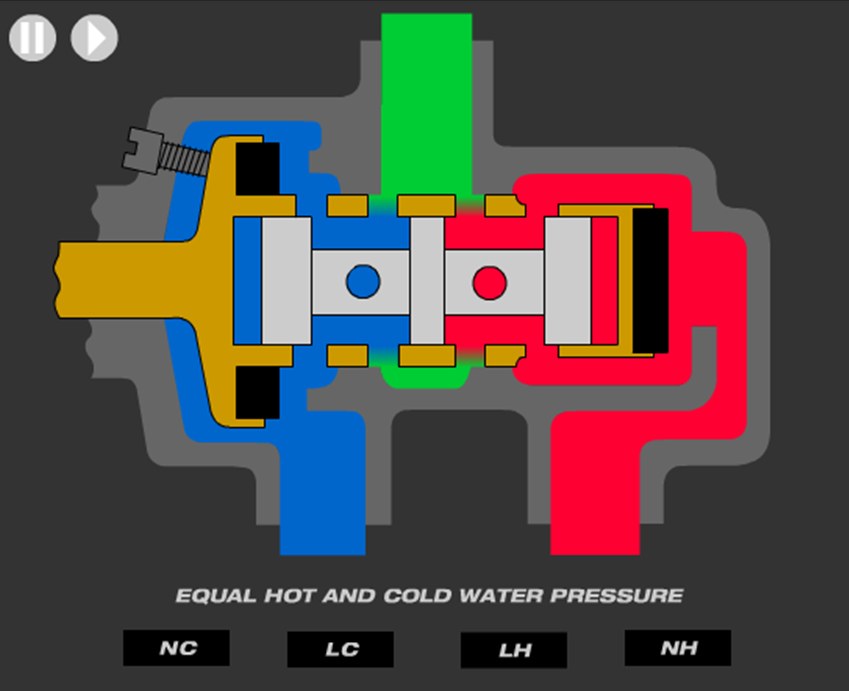 EQUAL HOT AND COLD WATER PRESSURE
NC LC LH NH